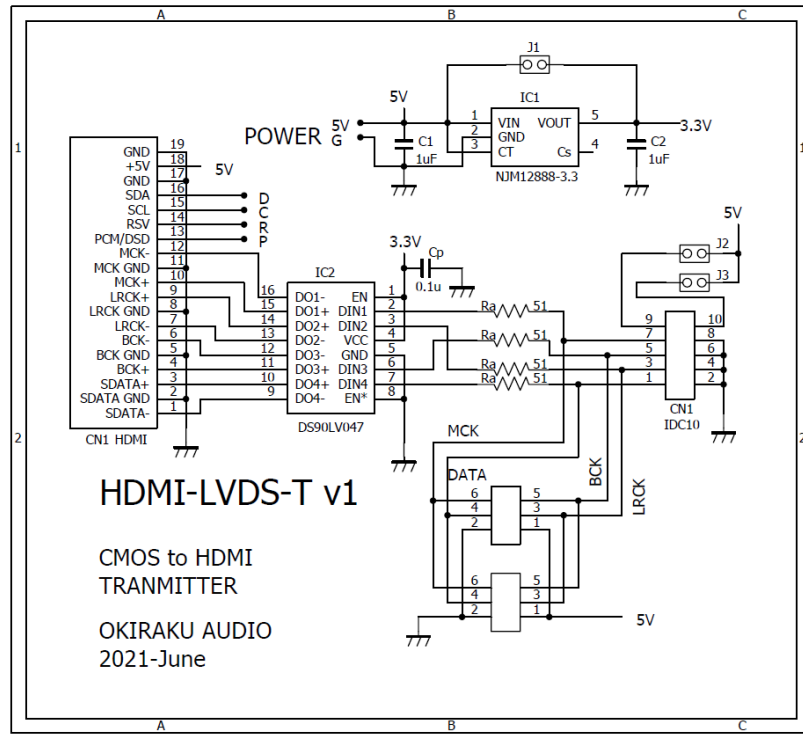 A B C
J1
5V IC1
POWER 5V 1 VIN VOUT 5 3.3V
G 2 GND
3 CT Cs 4
C1 1uF
C2 1uF
NJM12888-3.3
1 1
GND 19
+5V 18 5V
GND 17
SDA 16 D
SCL 15 C
RSV 14 R
PCM/DSD 13 P
MCK- 12
MCK GND 11
MCK+ 10
LRCK+ 9
LRCK GND 8
LRCK- 7
BCK- 6
BCK GND 5
BCK+ 4
SDATA+ 3
SDATA GND 2
SDATA- 1
CN1 HDMI
3.3V Cp
0.1u
IC2
16 DO1- EN 1
15 DO1+ DIN1 2
14 DO2+ DIN2 3
13 DO2- VCC 4
12 DO3- GND 5
11 DO3+ DIN3 6
10 DO4+ DIN4 7
9 DO4- EN* 8
DS90LV047
Ra 51
Ra 51
Ra 51
Ra 51
5V
J2
J3
9 10
7 8
5 6
3 4
1 2
CN1
IDC10
2 2
MCK
DATA
BCK
LRCK
6 5
4 3
2 1
6 5
4 3
2 1
5V
HDMI-LVDS-T v1
CMOS to HDMI
TRANMITTER
OKIRAKU AUDIO
2021-June
A B C